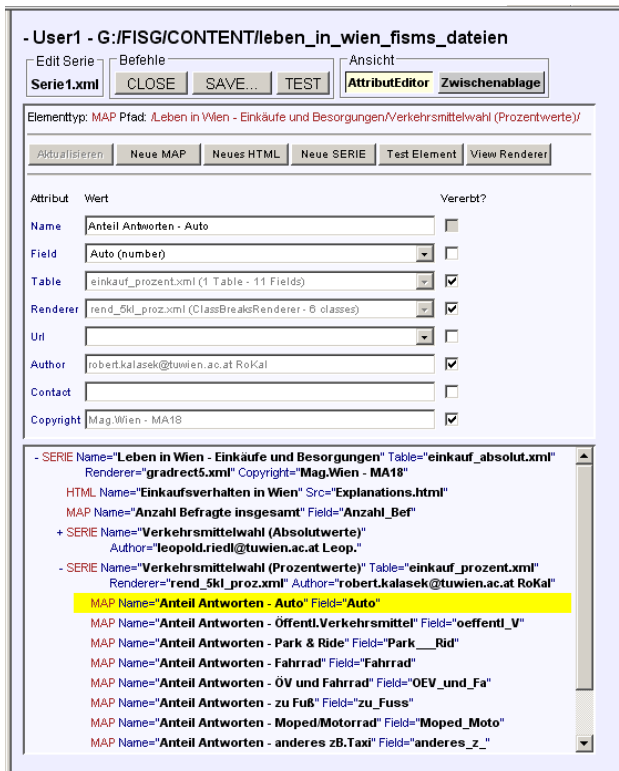 - User1 - G:/FISG/CONTENT/leben_in_wien_fisms_dateien
Edit Serie Befehle Ansicht
Serie1.xml CLOSE SAVE... TEST AttributEditor Zwischenablage
Elementtyp: MAP Pfad: /Leben in Wien - Einkäufe und Besorgungen/Verkehrsmittelwahl (Prozentwerte)/
Aktualisieren Neue MAP Neues HTML Neue SERIE Test Element View Renderer
Attribut Wert Vererbt?
Name Anteil Antworten - Auto
Field Auto (number)
Table einkauf_prozent.xml (1 Table - 11 Fields)
Renderer rend_5kl_proz.xml (ClassBreaksRenderer - 6 classes)
Url
Author robert.kalasek@tuwien.ac.at RoKal
Contact
Copyright Mag.Wien - MA18
- SERIE Name="Leben in Wien - Einkäufe und Besorgungen" Table="einkauf_absolut.xml"
Renderer="gradrect5.xml" Copyright="Mag.Wien - MA18"
HTML Name="Einkaufsverhalten in Wien" Src="Explanations.html"
MAP Name="Anzahl Befragte insgesamt" Field="Anzahl_Bef"
+ SERIE Name="Verkehrsmittelwahl (Absolutwerte)"
Author="leopold.riedl@tuwien.ac.at Leop."
- SERIE Name="Verkehrsmittelwahl (Prozentwerte)" Table="einkauf_prozent.xml"
Renderer="rend_5kl_proz.xml" Author="robert.kalasek@tuwien.ac.at RoKal"
MAP Name="Anteil Antworten - Auto" Field="Auto"
MAP Name="Anteil Antworten - Öffentl.Verkehrsmittel" Field="oeffentl_V"
MAP Name="Anteil Antworten - Park & Ride" Field="Park___Rid"
MAP Name="Anteil Antworten - Fahrrad" Field="Fahrrad"
MAP Name="Anteil Antworten - ÖV und Fahrrad" Field="OEV_und_Fa"
MAP Name="Anteil Antworten - zu Fuß" Field="zu_Fuss"
MAP Name="Anteil Antworten - Moped/Motorrad" Field="Moped_Moto"
MAP Name="Anteil Antworten - anderes zB.Taxi" Field="anderes_z_"